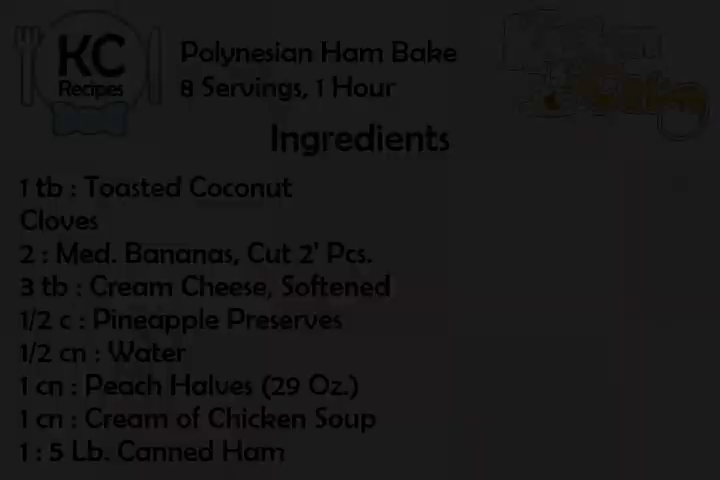 KC
Recipes
Polynesian Ham Bake
8 Servings, 1 Hour
Ingredients
1 tb : Toasted Coconut
Cloves
2 : Med. Bananas, Cut 2' Pcs.
3 tb : Cream Cheese, Softened
1/2 c : Pineapple Preserves
1/2 cn : Water
1 cn : Peach Halves (29 Oz.)
1 cn : Cream of Chicken Soup
1 : 5 Lb. Canned Ham